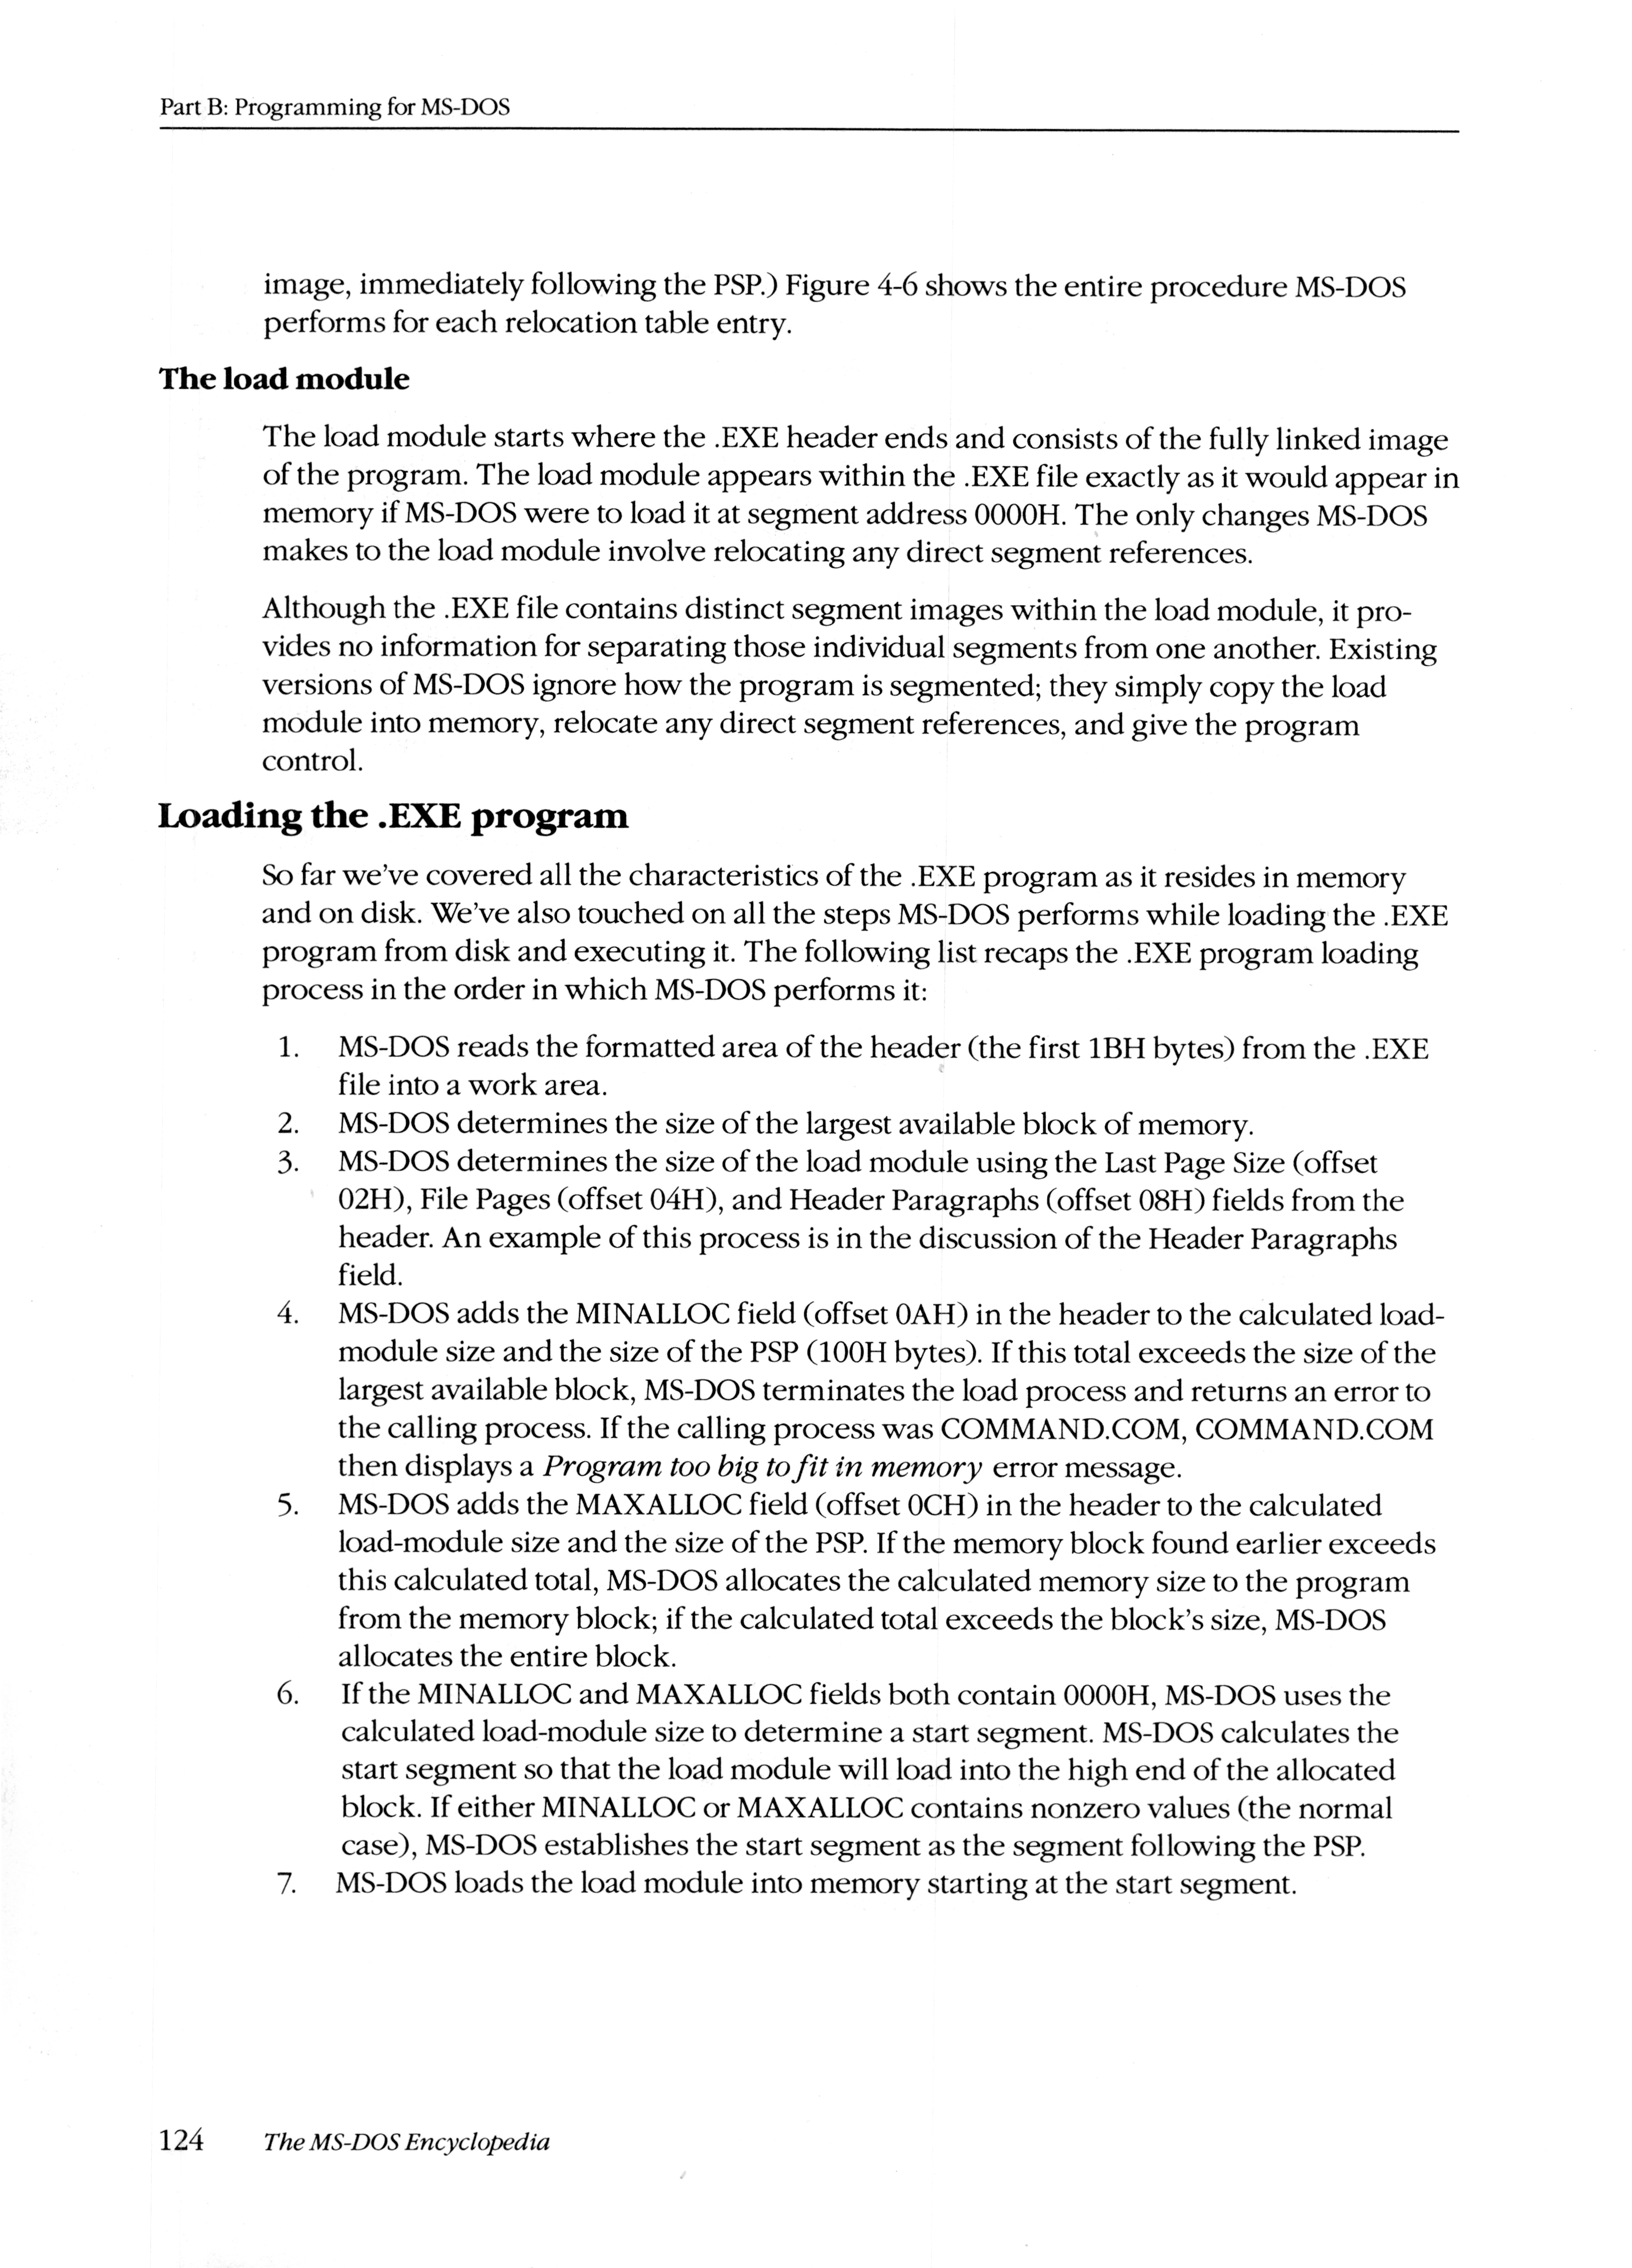 Part B: Programming for MS-DOS
image, immediately following the PSP.) Figure 4-6 shows the entire procedure MS-DOS
performs for each relocation table entry.
The load module
The load module starts where the .EXE header ends and consists of the fully linked image
of the program. The load module appears within the .EXE file exactly as it would appear in
memory if MS-DOS were to load it at segment address 0000H. The only changes MS-DOS
makes to the load module involve relocating any direct segment references.
Although the .EXE file contains distinct segment images within the load module, it pro-
vides no information for separating those individual segments from one another. Existing
versions of MS-DOS ignore how the program is segmented; they simply copy the load
module into memory, relocate any direct segment references, and give the program
control.
Loading the .EXE program
So far we've covered all the characteristics of the .EXE program as it resides in memory
and on disk. We've also touched on all the steps MS-DOS performs while loading the .EXE
program from disk and executing it. The following list recaps the .EXE program loading
process in the order in which MS-DOS performs it:
1. MS-DOS reads the formatted area of the header (the first 1BH bytes) from the .EXE
file into a work area.
2. MS-DOS determines the size of the largest available block of memory.
3. MS-DOS determines the size of the load module using the Last Page Size (offset
02H), File Pages (offset 04H), and Header Paragraphs (offset 08H) fields from the
header. An example of this process is in the discussion of the Header Paragraphs
field.
4. MS-DOS adds the MINALLOC field (offset 0AH) in the header to the calculated load-
module size and the size of the PSP (100H bytes). If this total exceeds the size of the
largest available block, MS-DOS terminates the load process and returns an error to
the calling process. If the calling process was COMMAND.COM, COMMAND.COM
then displays a Program too big to fit in memory error message.
5. MS-DOS adds the MAXALLOC field (offset 0CH) in the header to the calculated
load-module size and the size of the PSP. If the memory block found earlier exceeds
this calculated total, MS-DOS allocates the calculated memory size to the program
from the memory block; if the calculated total exceeds the block's size, MS-DOS
allocates the entire block.
6. If the MINALLOC and MAXALLOC fields both contain 0000H, MS-DOS uses the
calculated load-module size to determine a start segment. MS-DOS calculates the
start segment so that the load module will load into the high end of the allocated
block. If either MINALLOC or MAXALLOC contains nonzero values (the normal
case), MS-DOS establishes the start segment as the segment following the PSP.
7. MS-DOS loads the load module into memory starting at the start segment.
124 The MS-DOS Encyclopedia